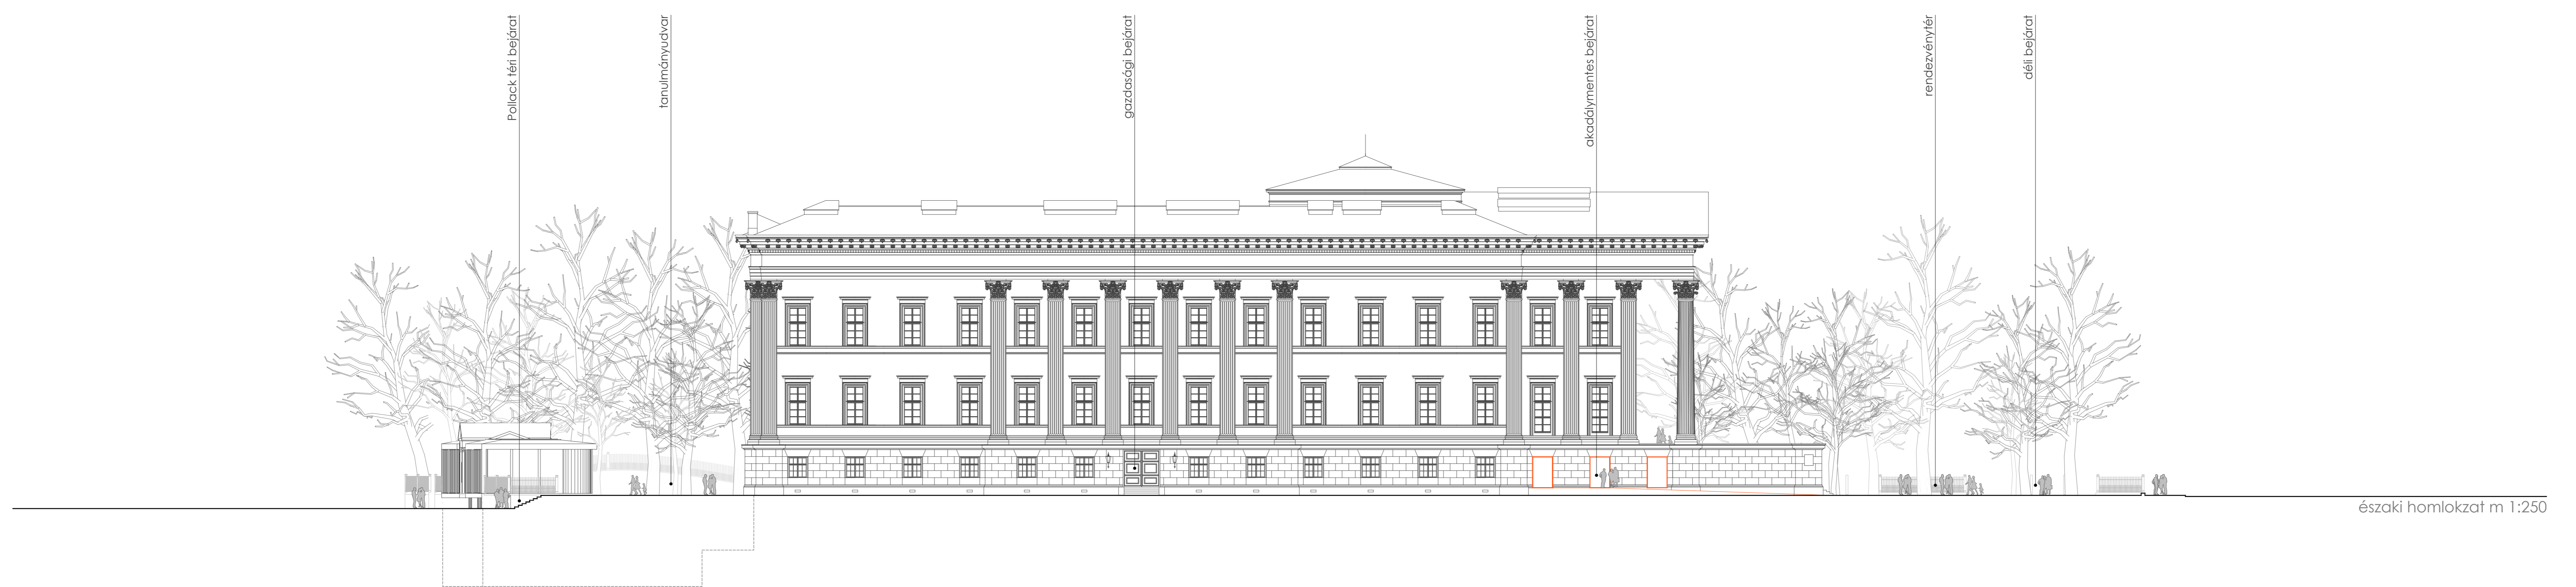 Pollack téri bejárat
tanulmányudvar
gazdasági bejárat
akadálymentes bejárat
rendezvénytér
déli bejárat
északi homlokzat m 1:250